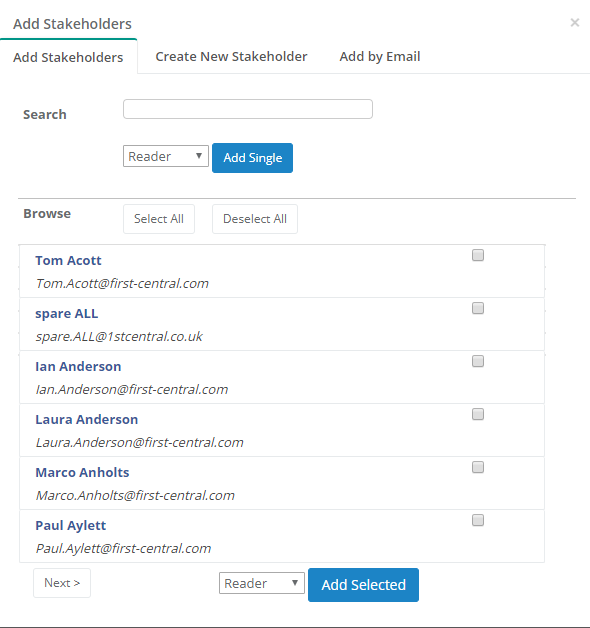 Add Stakeholders ×
Add Stakeholders Create New Stakeholder Add by Email
Search
Reader Add Single
Browse Select All Deselect All
Tom Acott
Tom.Acott@first-central.com
spare ALL
spare.ALL@1stcentral.co.uk
Ian Anderson
Ian.Anderson@first-central.com
Laura Anderson
Laura.Anderson@first-central.com
Marco Anholts
Marco.Anholts@first-central.com
Paul Aylett
Paul.Aylett@first-central.com
Next > Reader Add Selected